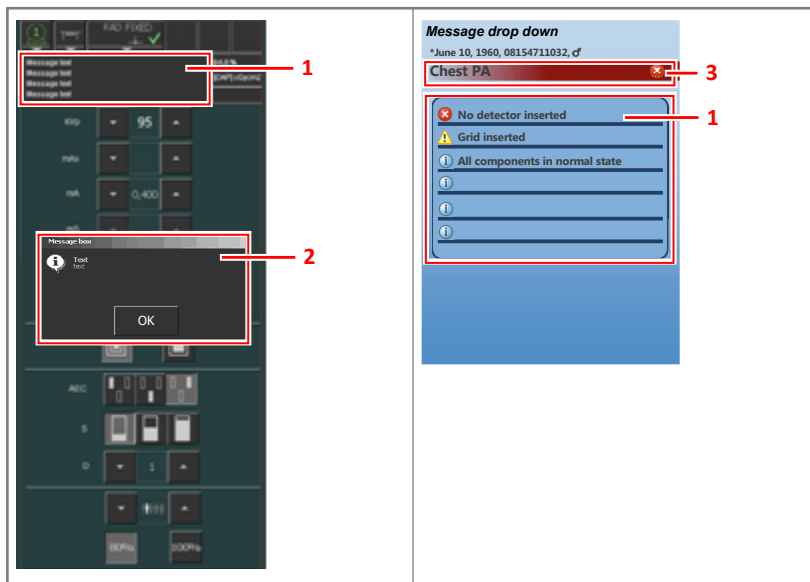 1
RAD FIXED
Message text
Message text
Message text
Message text
1
kVp
95
mAs
mA
0,400
mS
Message box
2
Text
text
OK
AEC
S
D
1
80%
100%
Message drop down
*June 10, 1960, 08154711032, ♂
Chest PA
3
No detector inserted
1
Grid inserted
All components in normal state